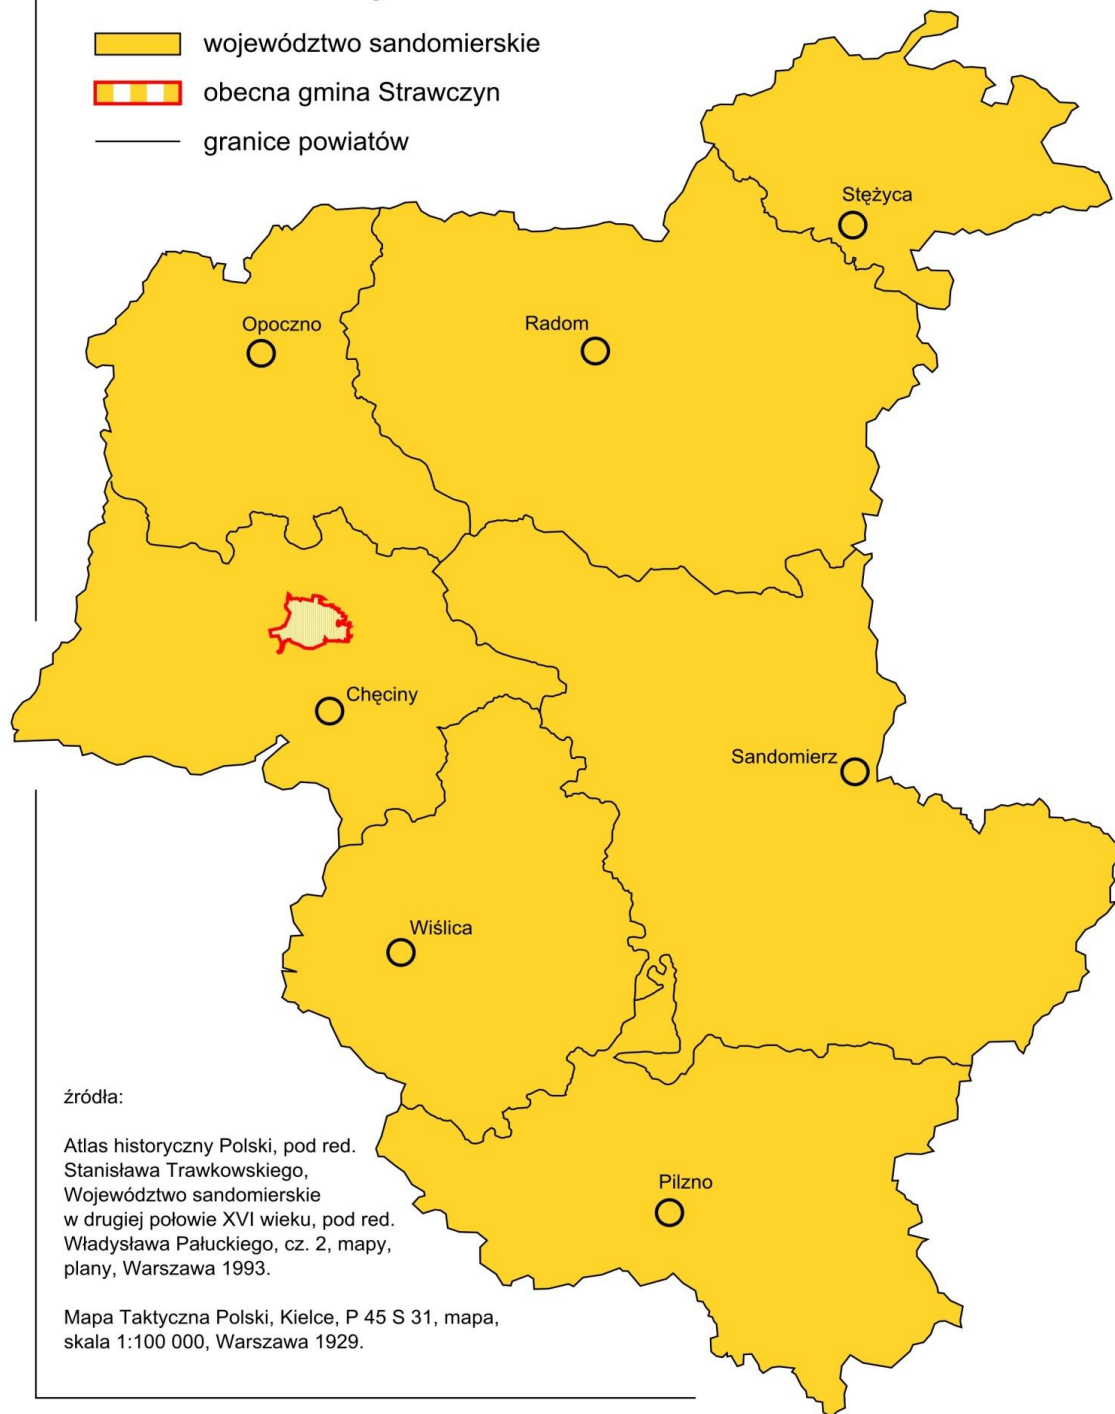 województwo sandomierskie
obecna gmina Strawczyn
granice powiatów
Stężyca
Opoczno
Radom
Chęciny
Sandomierz
Wiślica
Pilzno
źródła:
Atlas historyczny Polski, pod red.
Stanisława Trawkowskiego,
Województwo sandomierskie
w drugiej połowie XVI wieku, pod red.
Władysława Pałuckiego, cz. 2, mapy,
plany, Warszawa 1993.
Mapa Taktyczna Polski, Kielce, P 45 S 31, mapa,
skala 1:100 000, Warszawa 1929.